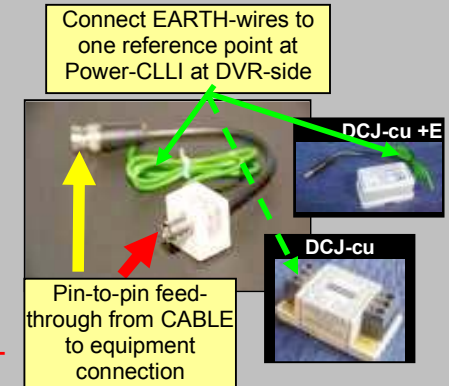 Connect EARTH-wires to
one reference point at
Power-CLLI at DVR-side
DCJ-cu +E
DCJ-cu
Pin-to-pin feed-
through from CABLE
to equipment
connection